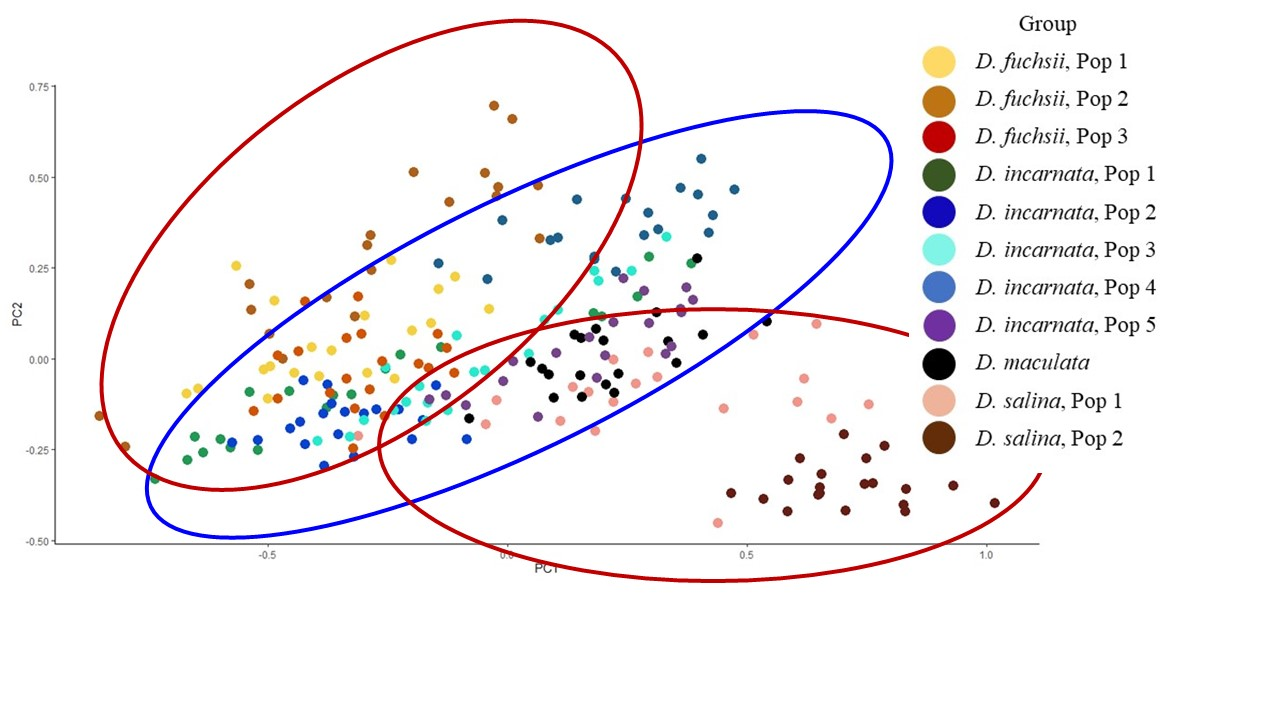 Group
D. fuchsii, Pop 1
D. fuchsii, Pop 2
D. fuchsii, Pop 3
D. incarnata, Pop 1
D. incarnata, Pop 2
D. incarnata, Pop 3
D. incarnata, Pop 4
D. incarnata, Pop 5
D. maculata
D. salina, Pop 1
D. salina, Pop 2
PC2
0.75
0.50
0.25
0.00
-0.25
-0.50
-0.5 0.0 0.5 1.0
PC1